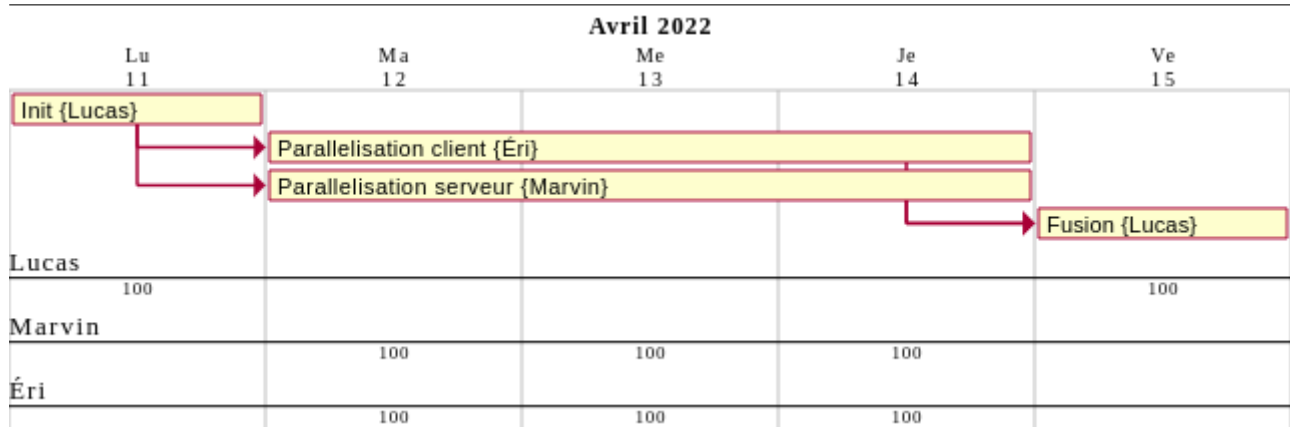 Avril 2022
Lu Ma Me Je Ve
11 12 13 14 15
Init {Lucas}
Parallelisation client {Éri}
Parallelisation serveur {Marvin}
Fusion {Lucas}
Lucas
100 100
Marvin
100 100 100
Éri
100 100 100